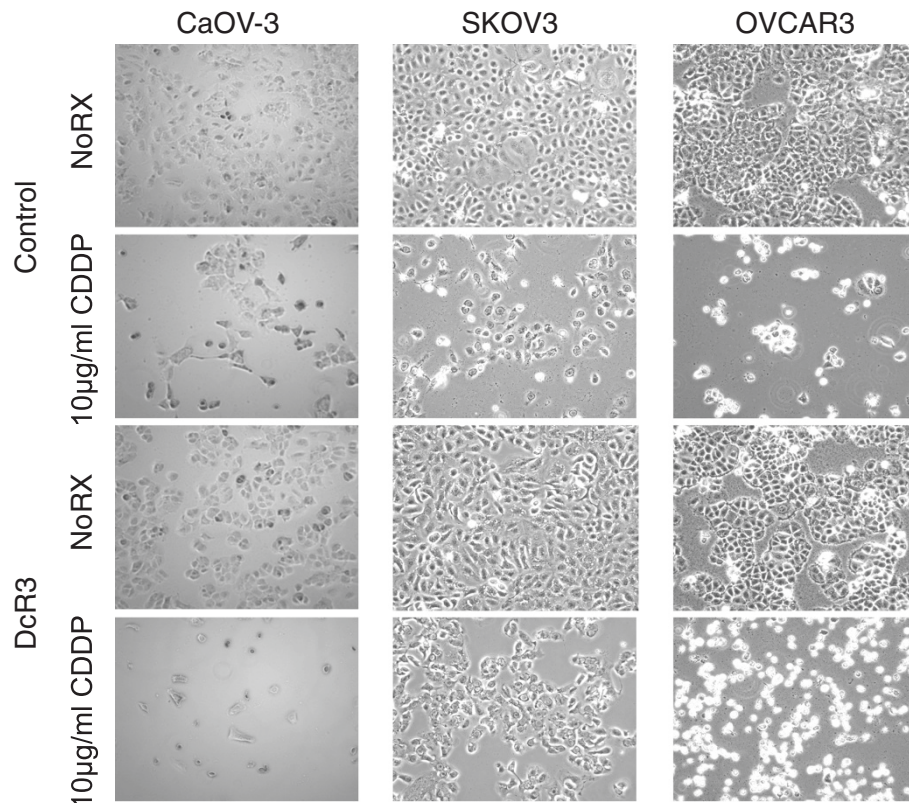 CaOV-3 SKOV3 OVCAR3
Control
NoRX
10µg/ml CDDP
DcR3
NoRX
10µg/ml CDDP